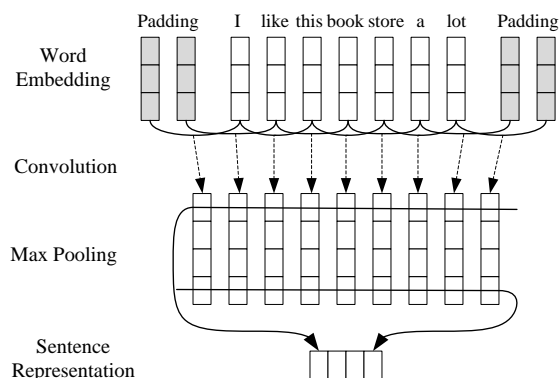 Padding I like this book store a lot Padding
Word
Embedding
Convolution
Max Pooling
Sentence
Representation